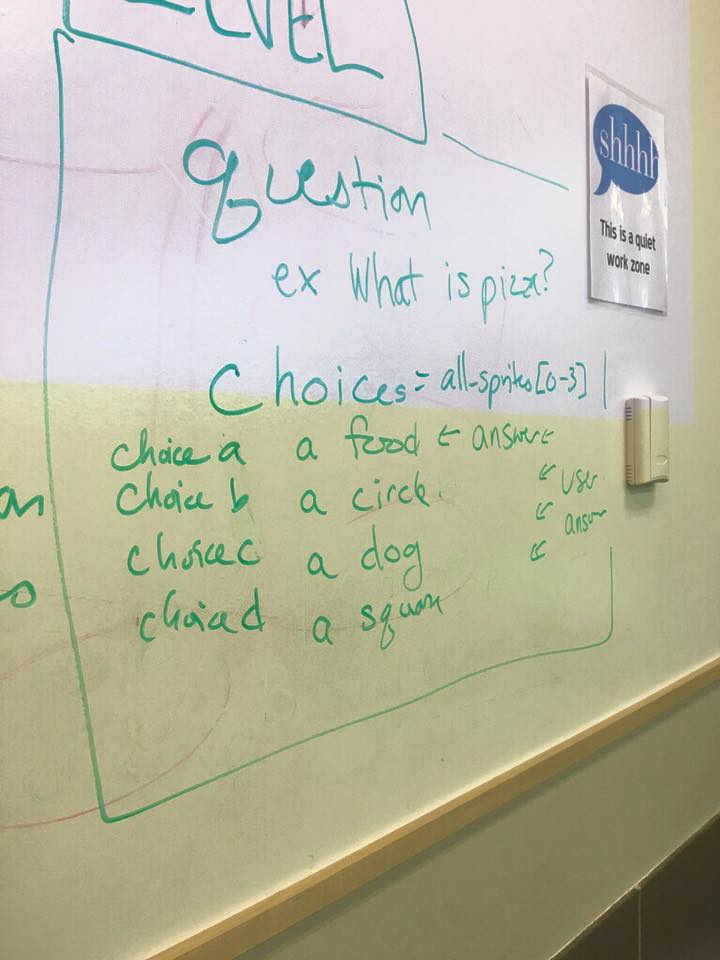 LEVEL
question
ex What is pizza?
Choices = all-sprites[0-3]
choice a a food ← answer ←
choice b a circle ← user
choice c a dog ← answer
choice d a square ←
shhhh
This is a quiet
work zone